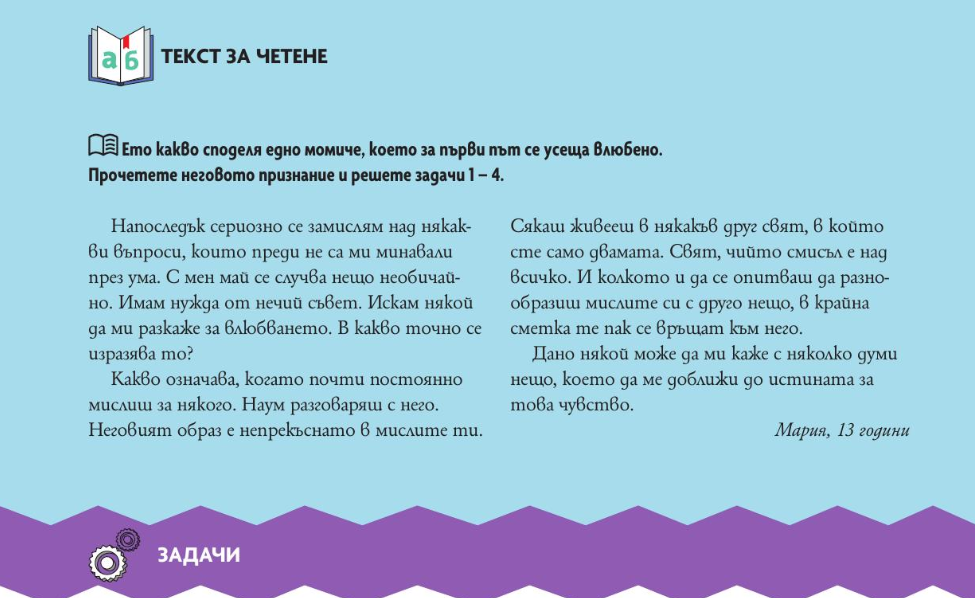 аб
ТЕКСТ ЗА ЧЕТЕНЕ
Ето какво споделя едно момиче, което за първи път се усеща влюбено.
Прочетете неговото признание и решете задачи 1 – 4.
Напоследък сериозно се замислям над някак-
ви въпроси, които преди не са ми минавали
през ума. С мен май се случва нещо необичай-
но. Имам нужда от нечий съвет. Искам някой
да ми разкаже за влюбването. В какво точно се
изразява то?
Какво означава, когато почти постоянно
мислиш за някого. Наум разговаряш с него.
Неговият образ е непрекъснато в мислите ти.
Сякаш живееш в някакъв друг свят, в който
сте само двамата. Свят, чийто смисъл е над
всичко. И колкото и да се опитваш да разно-
образиш мислите си с друго нещо, в крайна
сметка те пак се връщат към него.
Дано някой може да ми каже с няколко думи
нещо, което да ме доближи до истината за
това чувство.
Мария, 13 години
ЗАДАЧИ